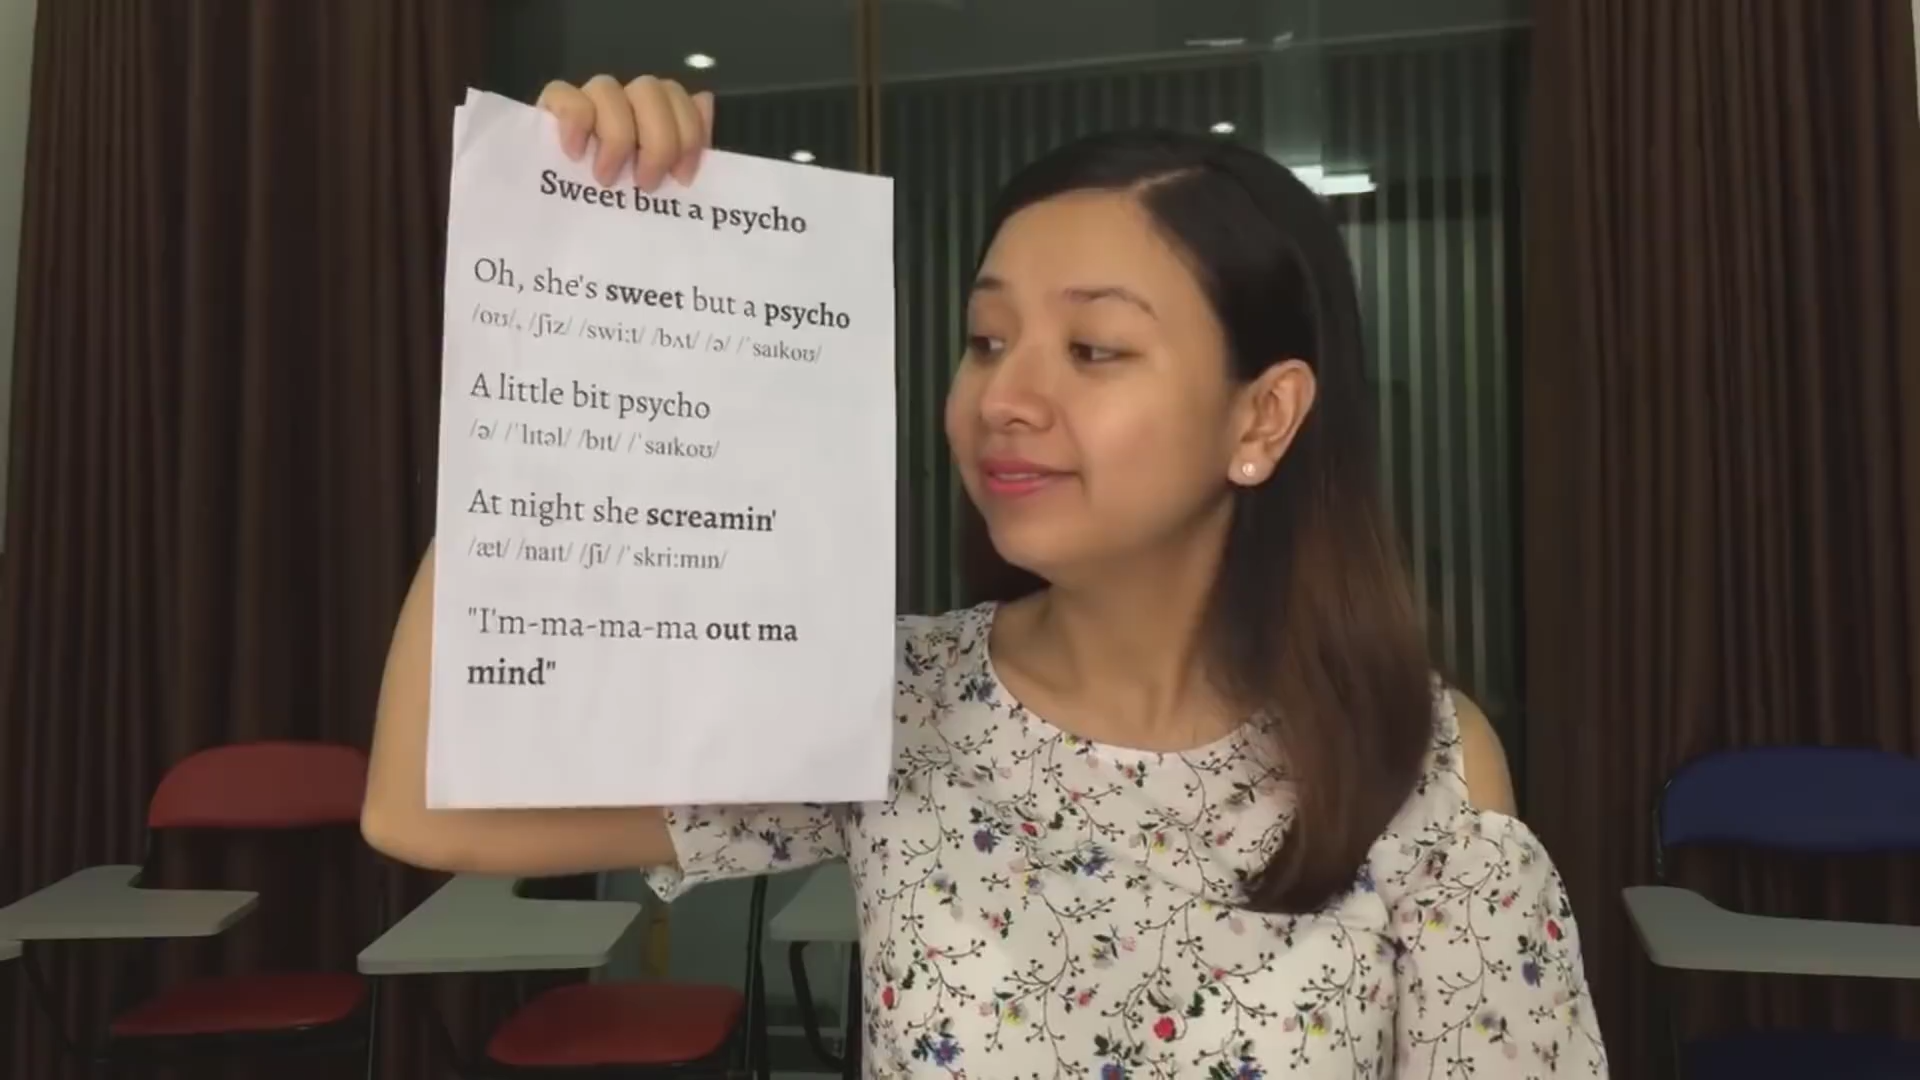 Sweet but a psycho
Oh, she's sweet but a psycho
/oʊ/, /ʃiz/ /swi:t/ /bʌt/ /ə/ /ˈsaɪkoʊ/
A little bit psycho
/ə/ /ˈlɪtəl/ /bɪt/ /ˈsaɪkoʊ/
At night she screamin'
/æt/ /naɪt/ /ʃi/ /ˈskri:mɪn/
"I'm-ma-ma-ma out ma
mind"